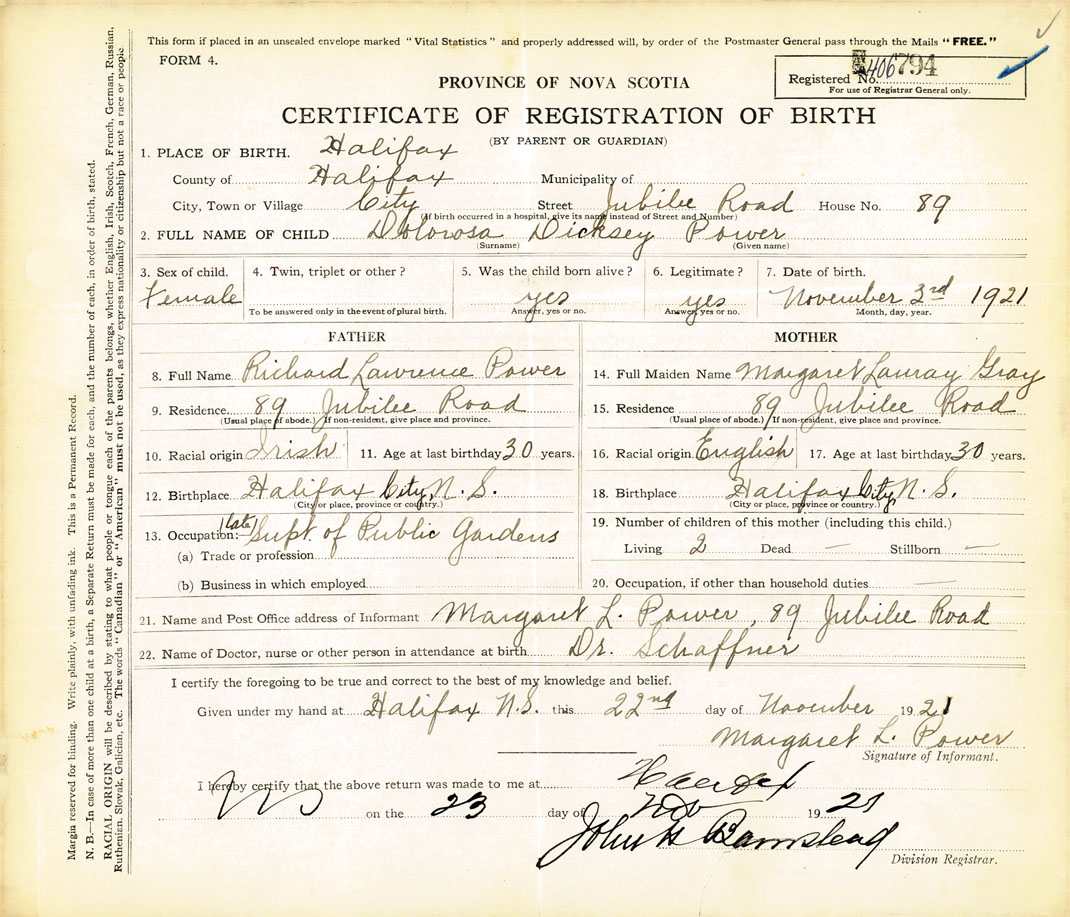 This form if placed in an unsealed envelope marked "Vital Statistics" and properly addressed will, by order of the Postmaster General pass through the Mails "FREE."
FORM 4.
Registered No. 406794
For use of Registrar General only.
PROVINCE OF NOVA SCOTIA
CERTIFICATE OF REGISTRATION OF BIRTH
(BY PARENT OR GUARDIAN)
1. PLACE OF BIRTH. Halifax
County of Halifax Municipality of
City, Town or Village City Street Jubilee Road House No. 89
(If birth occurred in a hospital, give its name instead of Street and Number)
2. FULL NAME OF CHILD Dolorosa Dicksey Power
(Surname) (Given name)
3. Sex of child. 4. Twin, triplet or other? 5. Was the child born alive? 6. Legitimate? 7. Date of birth.
Female yes yes November 3rd 1921
To be answered only in the event of plural birth. Answer, yes or no. Answer, yes or no. Month, day, year.
FATHER MOTHER
8. Full Name Richard Lawrence Power 14. Full Maiden Name Margaret Gray
9. Residence 89 Jubilee Road 15. Residence 89 Jubilee Road
(Usual place of abode.) If non-resident, give place and province. (Usual place of abode.) If non-resident, give place and province.
10. Racial origin Irish 11. Age at last birthday 30 years. 16. Racial origin English 17. Age at last birthday 30 years.
12. Birthplace Halifax City, N. S. 18. Birthplace Halifax City, N. S.
(City or place, province or country.) (City or place, province or country.)
13. Occupation:— (Late) Supt. of Public Gardens 19. Number of children of this mother (including this child.)
(a) Trade or profession Living 2 Dead — Stillborn —
(b) Business in which employed 20. Occupation, if other than household duties —
21. Name and Post Office address of Informant Margaret L. Power, 89 Jubilee Road
22. Name of Doctor, nurse or other person in attendance at birth Dr. Schaffner
I certify the foregoing to be true and correct to the best of my knowledge and belief.
Given under my hand at Halifax N.S. this 22nd day of November 1921
Margaret L. Power
Signature of Informant.
I hereby certify that the above return was made to me at Halifax
on the 23 day of Nov 1921
John Barnstead
Division Registrar.
Margin reserved for binding. Write plainly, with unfading ink. This is a Permanent Record.
N. B.—In case of more than one child at a birth, a Separate Return must be made for each, and the number of each, in order of birth, stated.
RACIAL ORIGIN will be described by stating to what people or tongue each of the parents belongs, whether English, Irish, Scotch, French, German, Russian,
Ruthenian, Slovak, Galician, etc. The words "Canadian" or "American" must not be used, as they express nationality or citizenship but not a race or people.